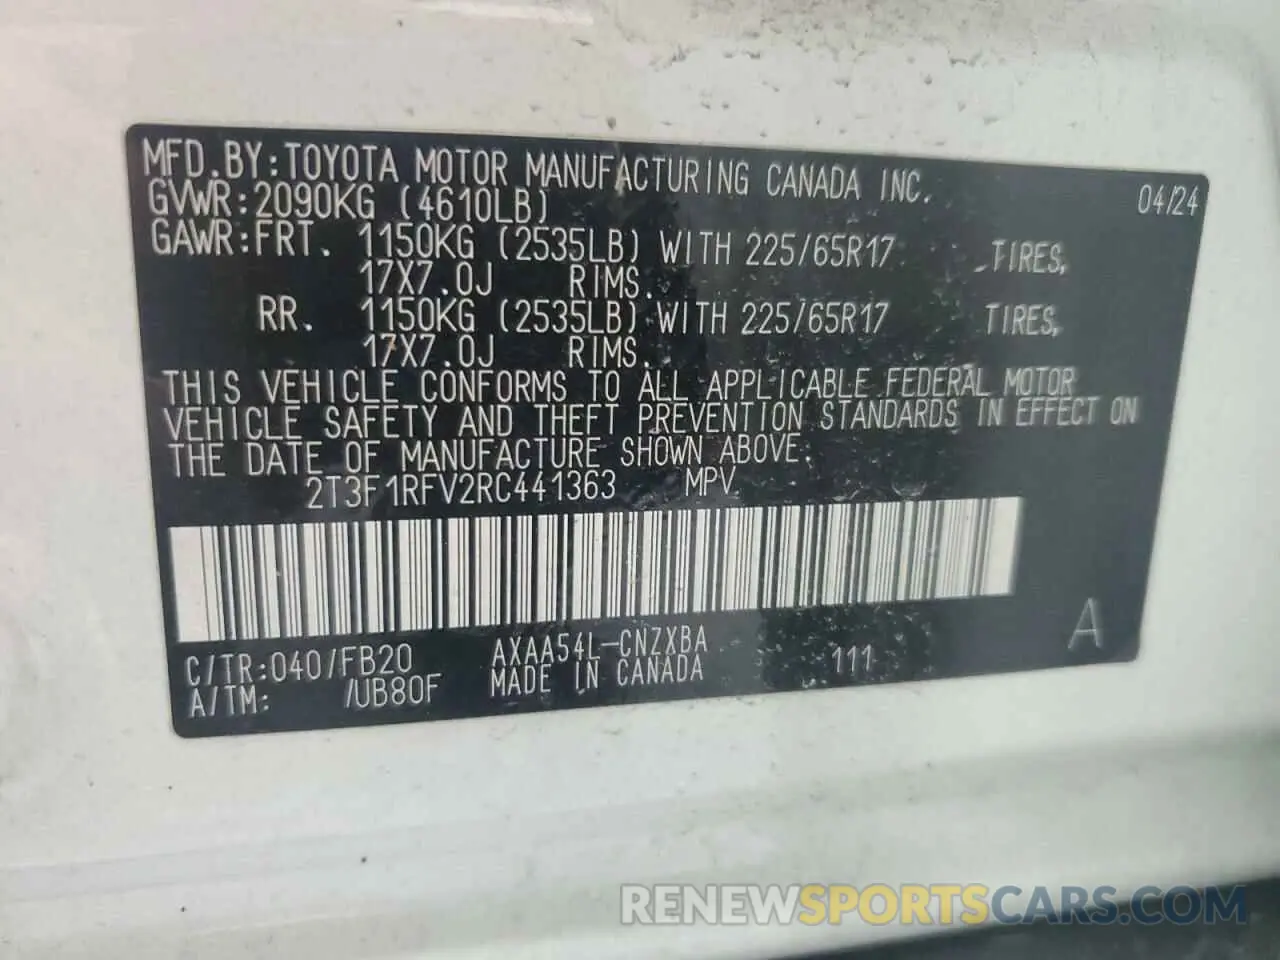 MFD.BY:TOYOTA MOTOR MANUFACTURING CANADA INC. 04/24
GVWR:2090KG (4610LB)
GAWR:FRT. 1150KG (2535LB) WITH 225/65R17 TIRES,
17X7.0J RIMS.
RR. 1150KG (2535LB) WITH 225/65R17 TIRES,
17X7.0J RIMS.
THIS VEHICLE CONFORMS TO ALL APPLICABLE FEDERAL MOTOR
VEHICLE SAFETY AND THEFT PREVENTION STANDARDS IN EFFECT ON
THE DATE OF MANUFACTURE SHOWN ABOVE.
2T3F1RFV2RC441363 MPV
C/TR:040/FB20 AXAA54L-CNZXBA 111 A
A/TM: /UB80F MADE IN CANADA
RENEWSPORTSCARS.COM